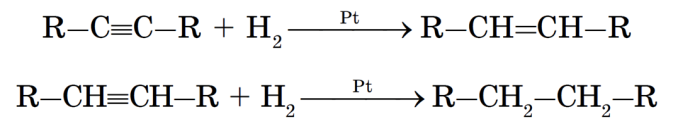 R–C≡C–R + H₂ —Pt→ R–CH=CH–R
R–CH≡CH–R + H₂ —Pt→ R–CH₂–CH₂–R